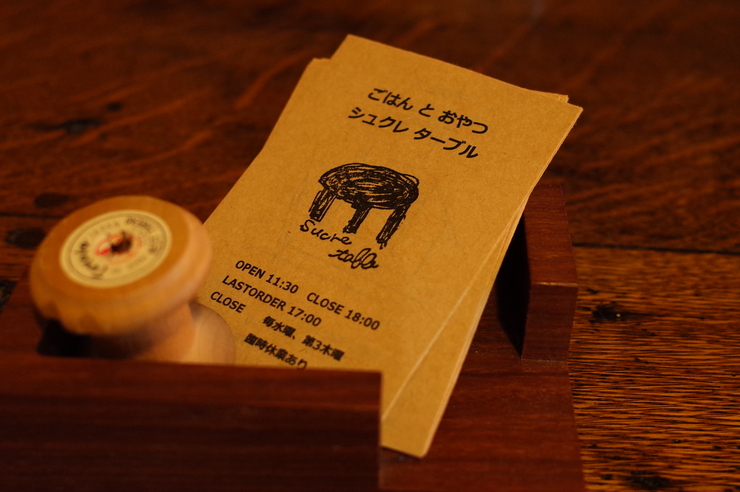 ごはん と おやつ
シュクレ テーブル
Sucre
table
OPEN 11:30 CLOSE 18:00
LASTORDER 17:00
CLOSE 毎水曜、第3木曜
臨時休業あり